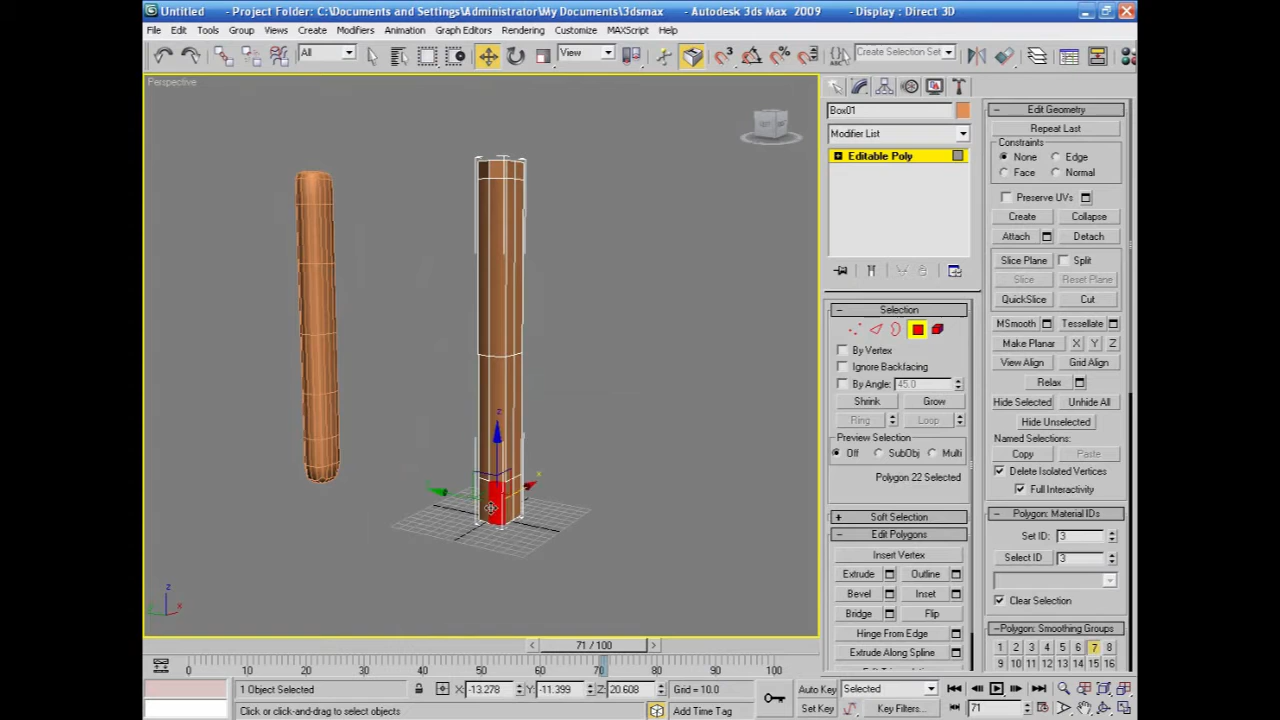 Untitled - Project Folder: C:\Documents and Settings\Administrator\My Documents\3dsmax - Autodesk 3ds Max 2009 - Display : Direct 3D
File Edit Tools Group Views Create Modifiers Animation Graph Editors Rendering Customize MAXScript Help
All View Create Selection Set
Perspective
Box01
Modifier List
Editable Poly
Selection
By Vertex
Ignore Backfacing
By Angle: 45.0
Shrink Grow
Ring Loop
Preview Selection
Off SubObj Multi
Polygon 22 Selected
Soft Selection
Edit Polygons
Insert Vertex
Extrude Outline
Bevel Inset
Bridge Flip
Hinge From Edge
Extrude Along Spline
Edit Geometry
Repeat Last
Constraints
None Edge
Face Normal
Preserve UVs
Create Collapse
Attach Detach
Slice Plane Split
Slice Reset Plane
QuickSlice Cut
MSmooth Tessellate
Make Planar X Y Z
View Align Grid Align
Relax
Hide Selected Unhide All
Hide Unselected
Named Selections:
Copy Paste
Delete Isolated Vertices
Full Interactivity
Polygon: Material IDs
Set ID: 3
Select ID 3
Clear Selection
Polygon: Smoothing Groups
1 2 3 4 5 6 7 8
9 10 11 12 13 14 15 16
z
x
y
z
x
71 / 100
0 10 20 30 40 50 60 70 80 90 100
1 Object Selected X: -13.278 Y: -11.399 Z: 20.608 Grid = 10.0 Auto Key Selected
Click or click-and-drag to select objects Add Time Tag Set Key Key Filters... 71